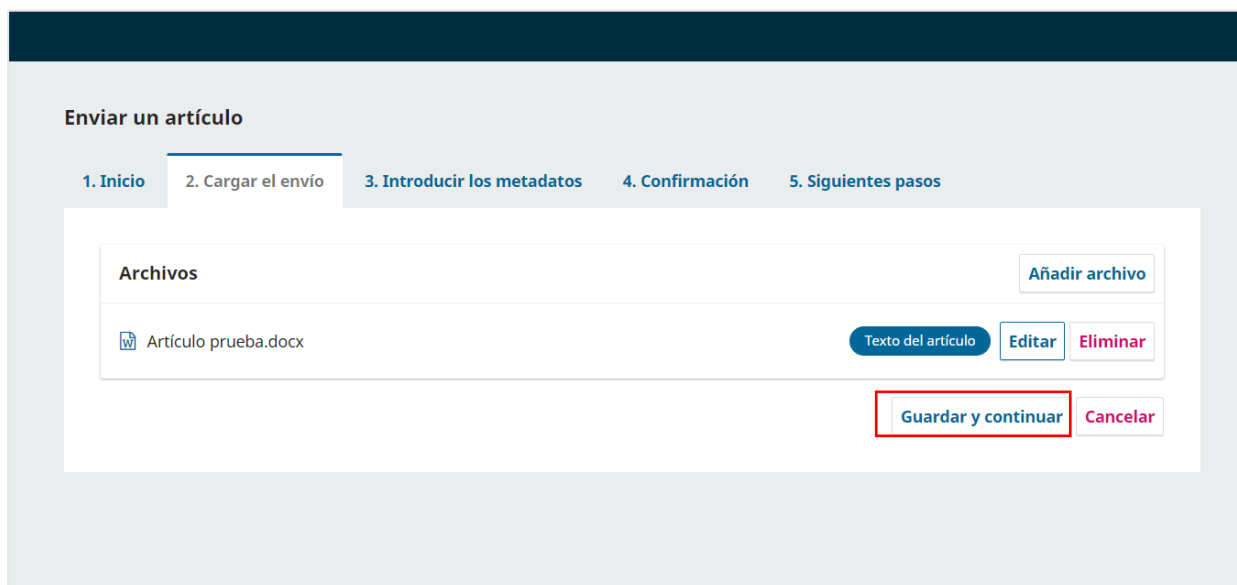 Enviar un artículo
1. Inicio 2. Cargar el envío 3. Introducir los metadatos 4. Confirmación 5. Siguientes pasos
Archivos Añadir archivo
Artículo prueba.docx Texto del artículo Editar Eliminar
Guardar y continuar Cancelar